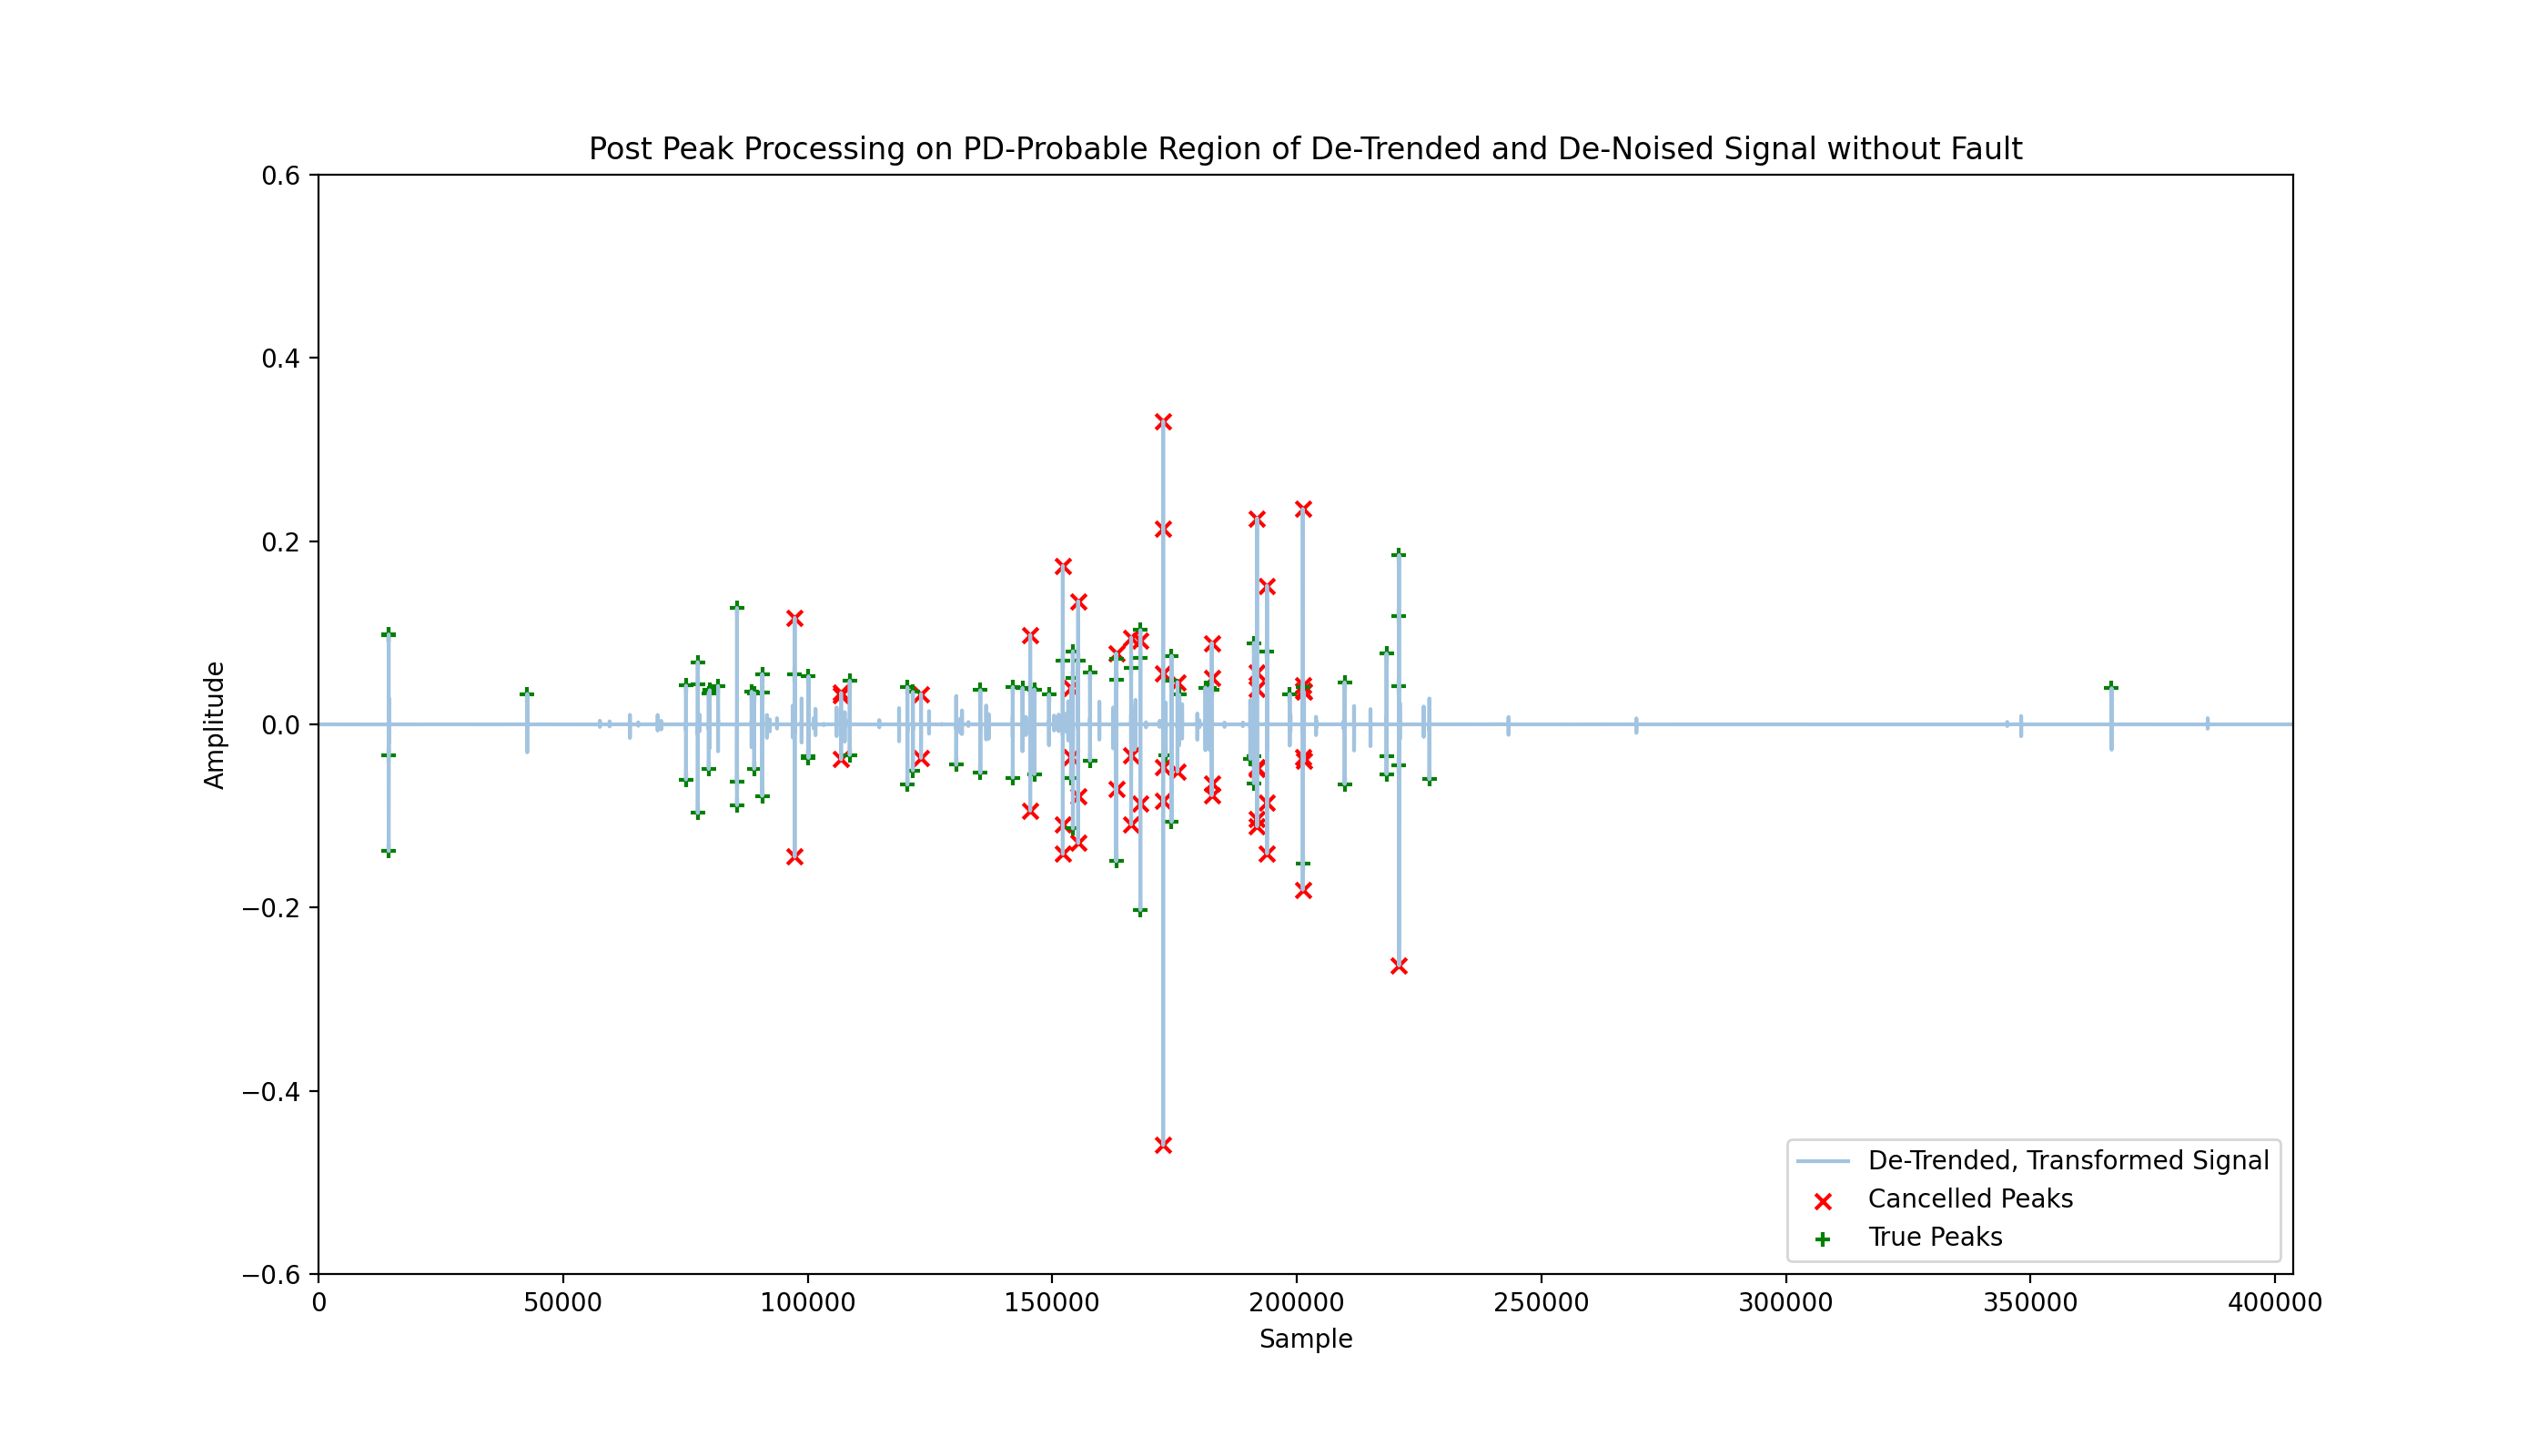 Post Peak Processing on PD-Probable Region of De-Trended and De-Noised Signal without Fault
0.6
0.4
0.2
0.0
−0.2
−0.4
−0.6
Amplitude
De-Trended, Transformed Signal
Cancelled Peaks
True Peaks
0 50000 100000 150000 200000 250000 300000 350000 400000
Sample